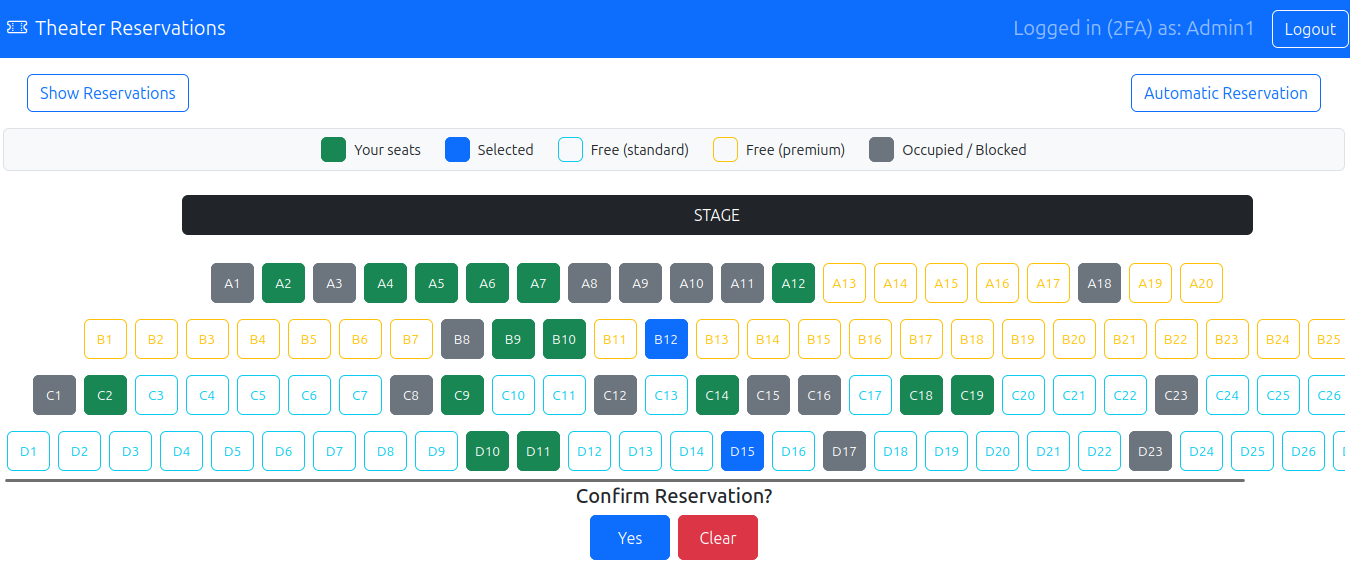 Theater Reservations Logged in (2FA) as: Admin1 Logout
Show Reservations Automatic Reservation
Your seats Selected Free (standard) Free (premium) Occupied / Blocked
STAGE
A1 A2 A3 A4 A5 A6 A7 A8 A9 A10 A11 A12 A13 A14 A15 A16 A17 A18 A19 A20
B1 B2 B3 B4 B5 B6 B7 B8 B9 B10 B11 B12 B13 B14 B15 B16 B17 B18 B19 B20 B21 B22 B23 B24 B25
C1 C2 C3 C4 C5 C6 C7 C8 C9 C10 C11 C12 C13 C14 C15 C16 C17 C18 C19 C20 C21 C22 C23 C24 C25 C26
D1 D2 D3 D4 D5 D6 D7 D8 D9 D10 D11 D12 D13 D14 D15 D16 D17 D18 D19 D20 D21 D22 D23 D24 D25 D26
Confirm Reservation?
Yes Clear